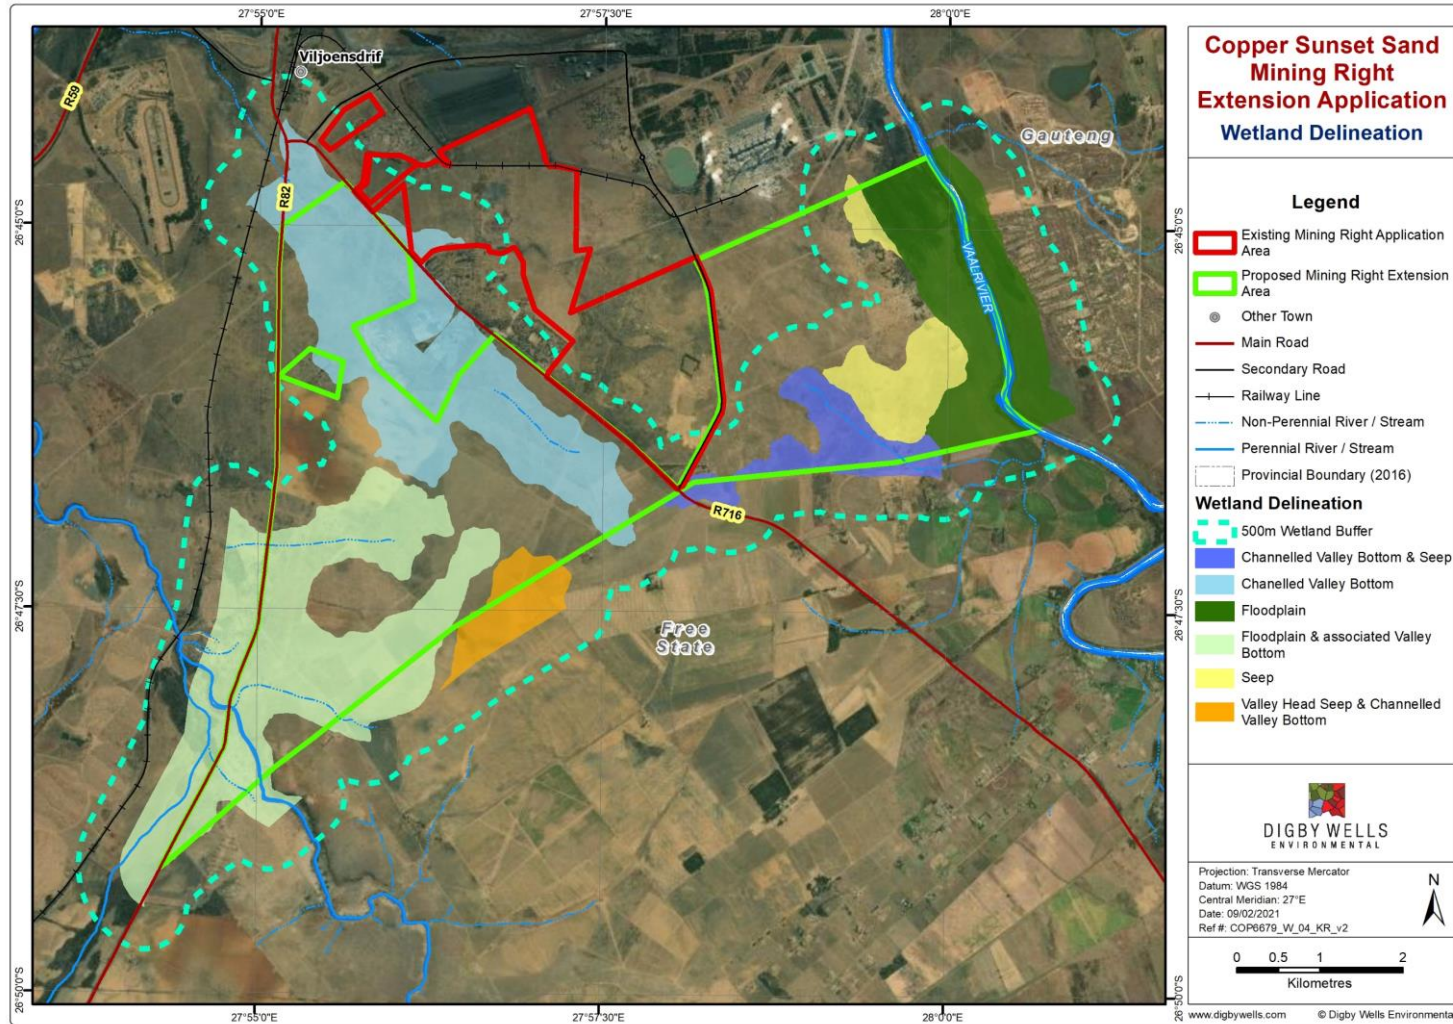 27°55'0"E
27°57'30"E
28°0'0"E
Viljoensdrif
R59
R82
26°45'0"S
26°45'0"S
Gauteng
VAALRIVIER
R716
26°47'30"S
26°47'30"S
Free
State
26°50'0"S
26°50'0"S
27°55'0"E
27°57'30"E
28°0'0"E
Copper Sunset Sand
Mining Right
Extension Application
Wetland Delineation
Legend
Existing Mining Right Application
Area
Proposed Mining Right Extension
Area
Other Town
Main Road
Secondary Road
Railway Line
Non-Perennial River / Stream
Perennial River / Stream
Provincial Boundary (2016)
Wetland Delineation
500m Wetland Buffer
Channelled Valley Bottom & Seep
Chanelled Valley Bottom
Floodplain
Floodplain & associated Valley
Bottom
Seep
Valley Head Seep & Channelled
Valley Bottom
DIGBY WELLS
ENVIRONMENTAL
Projection: Transverse Mercator
Datum: WGS 1984
Central Meridian: 27°E
Date: 09/02/2021
Ref #: COP6679_W_04_KR_v2
N
0 0.5 1 2
Kilometres
www.digbywells.com © Digby Wells Environmenta